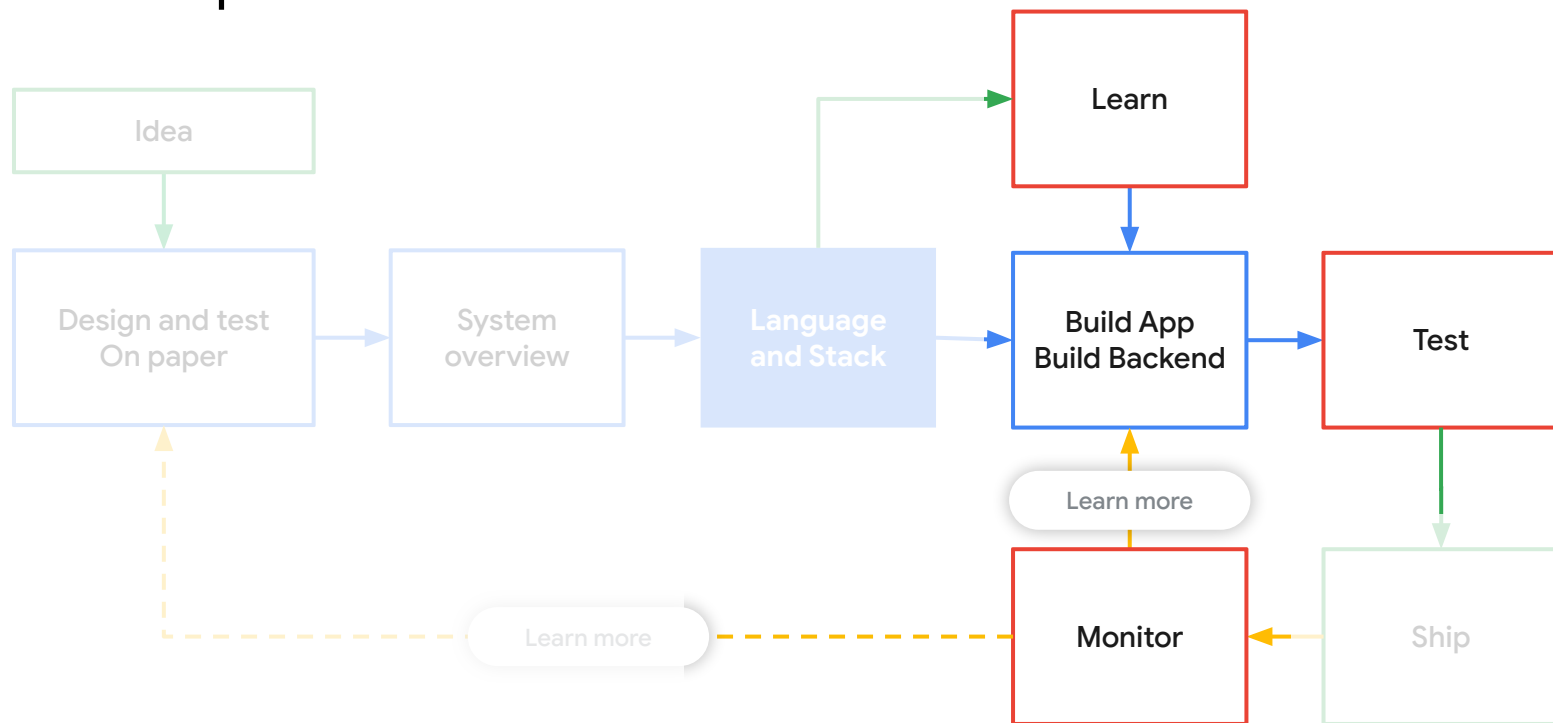 Idea
Learn
Design and test
On paper
System
overview
Language
and Stack
Build App
Build Backend
Test
Learn more
Learn more
Monitor
Ship